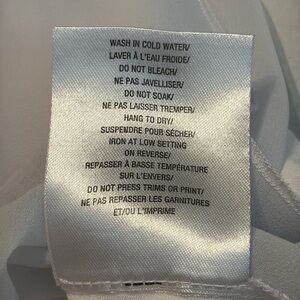 WASH IN COLD WATER/
LAVER À L'EAU FROIDE/
DO NOT BLEACH/
NE PAS JAVELLISER/
DO NOT SOAK/
NE PAS LAISSER TREMPER/
HANG TO DRY/
SUSPENDRE POUR SÉCHER/
IRON AT LOW SETTING
ON REVERSE/
REPASSER À BASSE TEMPÉRATURE
SUR L'ENVERS/
DO NOT PRESS TRIMS OR PRINT/
NE PAS REPASSER LES GARNITURES
ET/OU L'IMPRIME